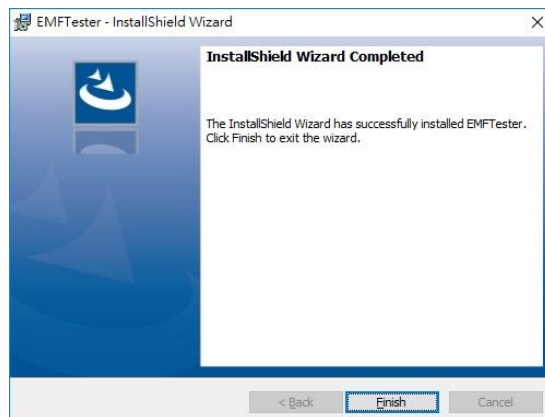 EMFTester - InstallShield Wizard
InstallShield Wizard Completed
The InstallShield Wizard has successfully installed EMFTester.
Click Finish to exit the wizard.
< Back Finish Cancel